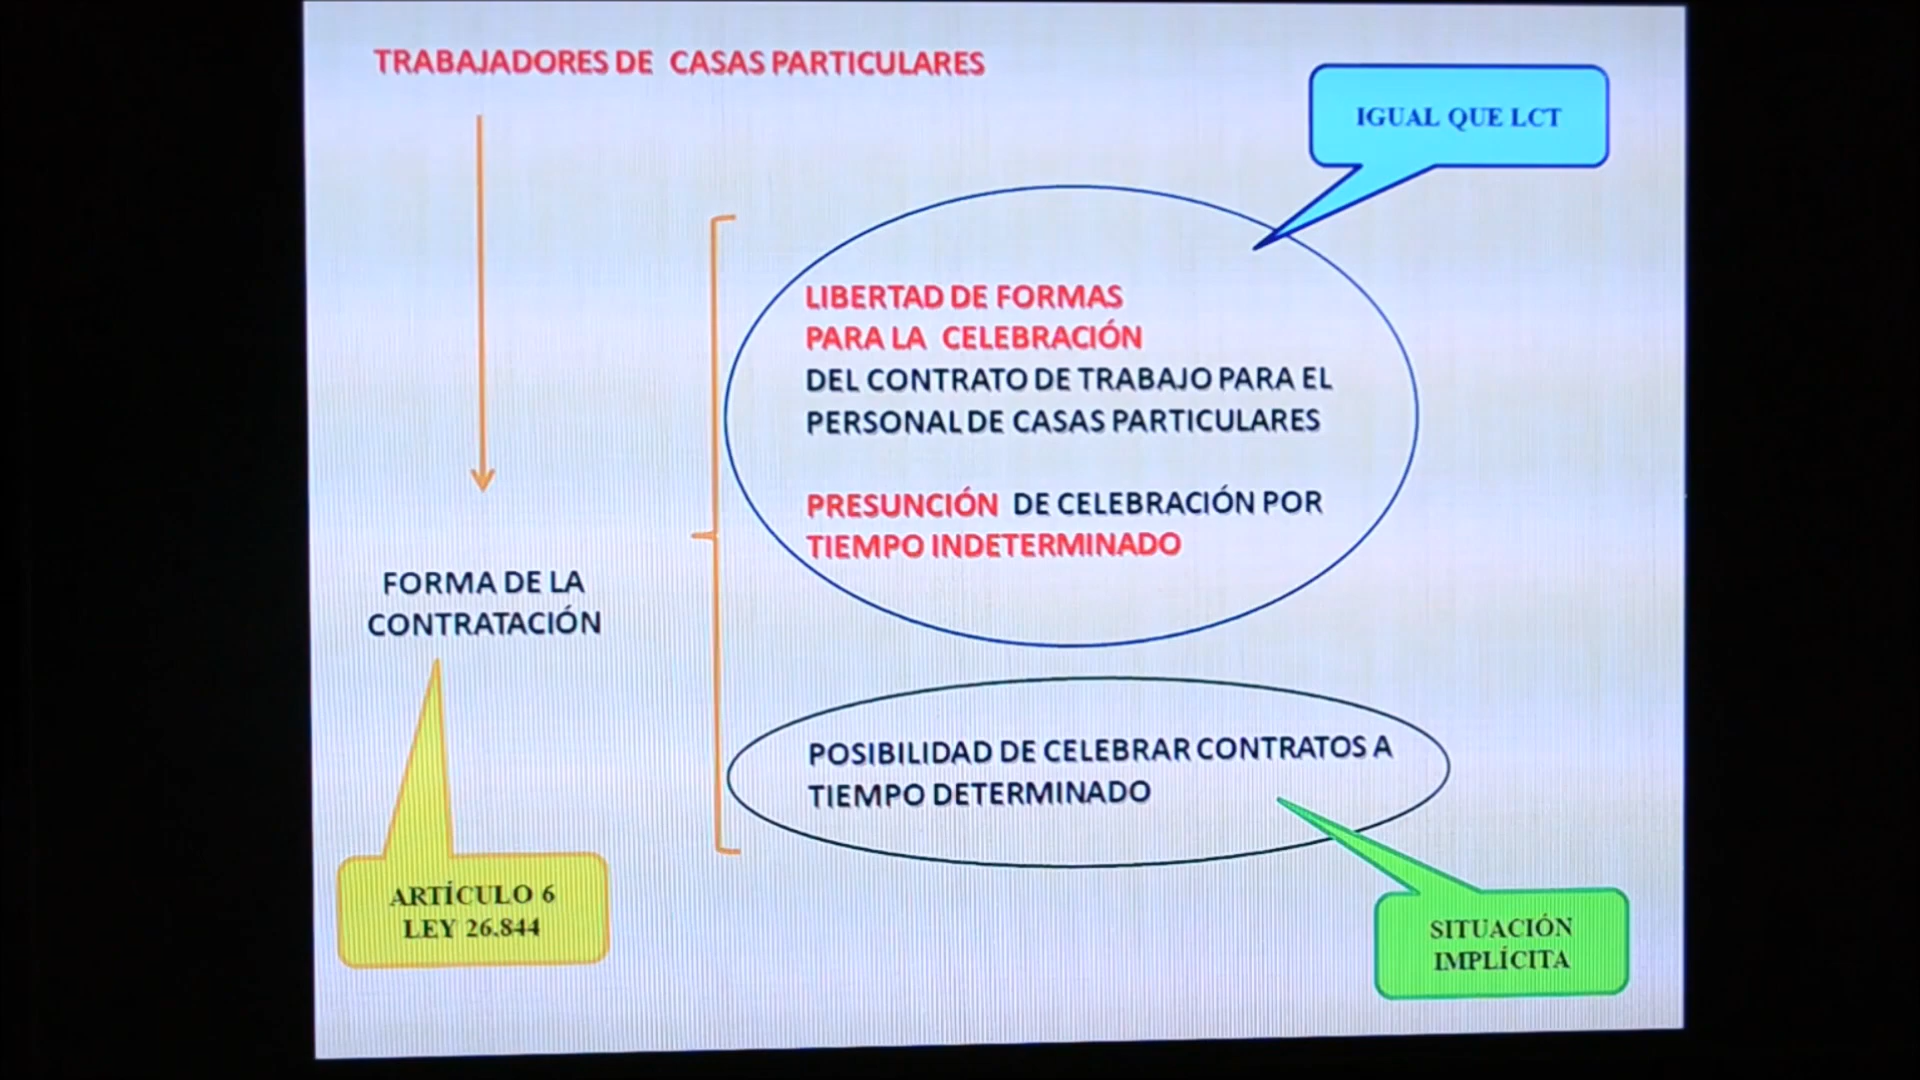 TRABAJADORES DE CASAS PARTICULARES
IGUAL QUE LCT
LIBERTAD DE FORMAS
PARA LA CELEBRACIÓN
DEL CONTRATO DE TRABAJO PARA EL
PERSONAL DE CASAS PARTICULARES
PRESUNCIÓN DE CELEBRACIÓN POR
TIEMPO INDETERMINADO
FORMA DE LA
CONTRATACIÓN
POSIBILIDAD DE CELEBRAR CONTRATOS A
TIEMPO DETERMINADO
ARTÍCULO 6
LEY 26.844
SITUACIÓN
IMPLÍCITA